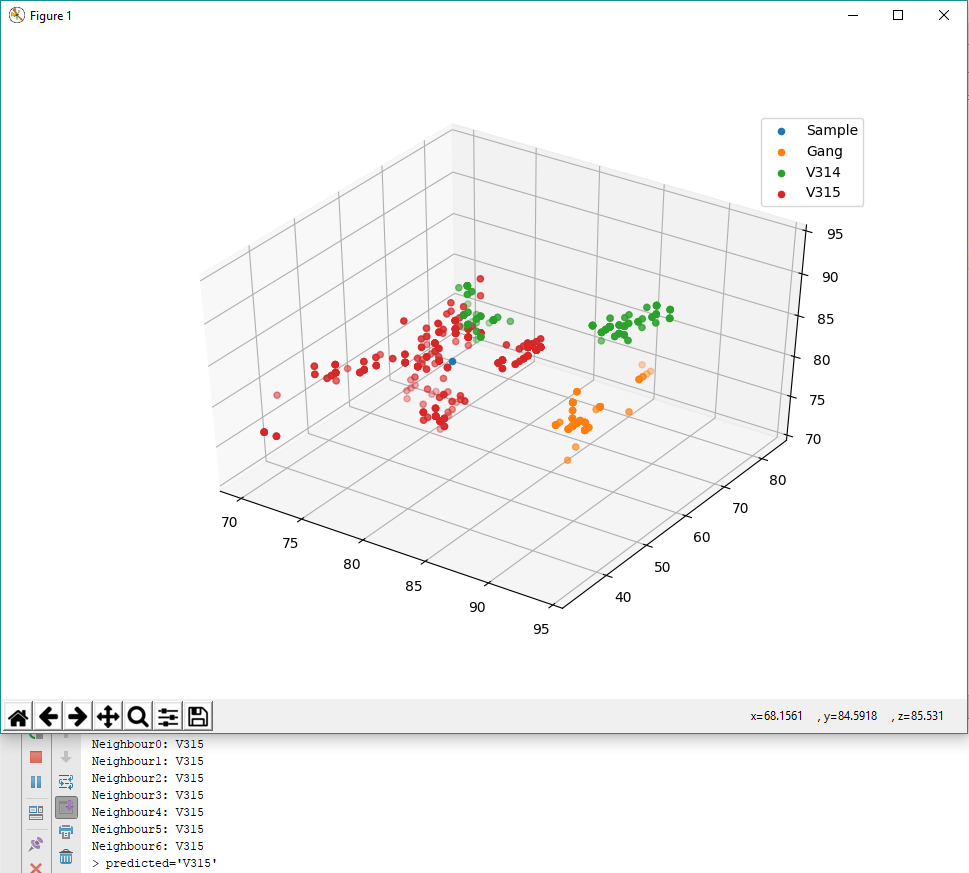 Figure 1
Sample
Gang
V314
V315
95
90
85
80
75
70
80
70
60
50
40
70
75
80
85
90
95
x=68.1561 , y=84.5918 , z=85.531
Neighbour0: V315
Neighbour1: V315
Neighbour2: V315
Neighbour3: V315
Neighbour4: V315
Neighbour5: V315
Neighbour6: V315
> predicted='V315'